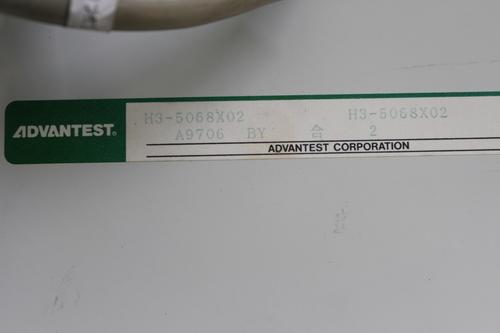 ADVANTEST®
H3-5068X02 H3-5068X02
A9706 BY 合 2
ADVANTEST CORPORATION